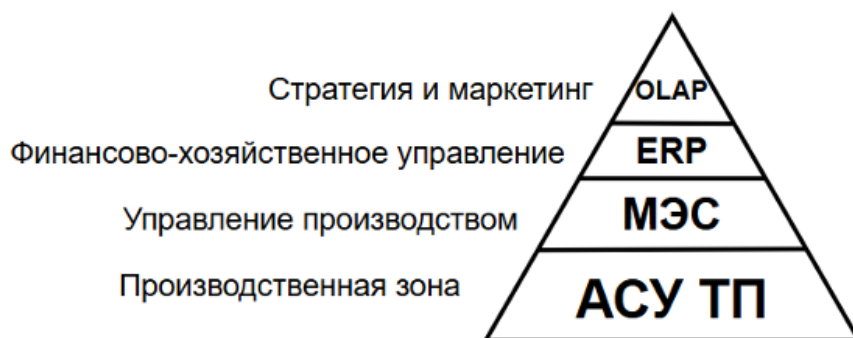 Стратегия и маркетинг OLAP
Финансово-хозяйственное управление ERP
Управление производством МЭС
Производственная зона АСУ ТП